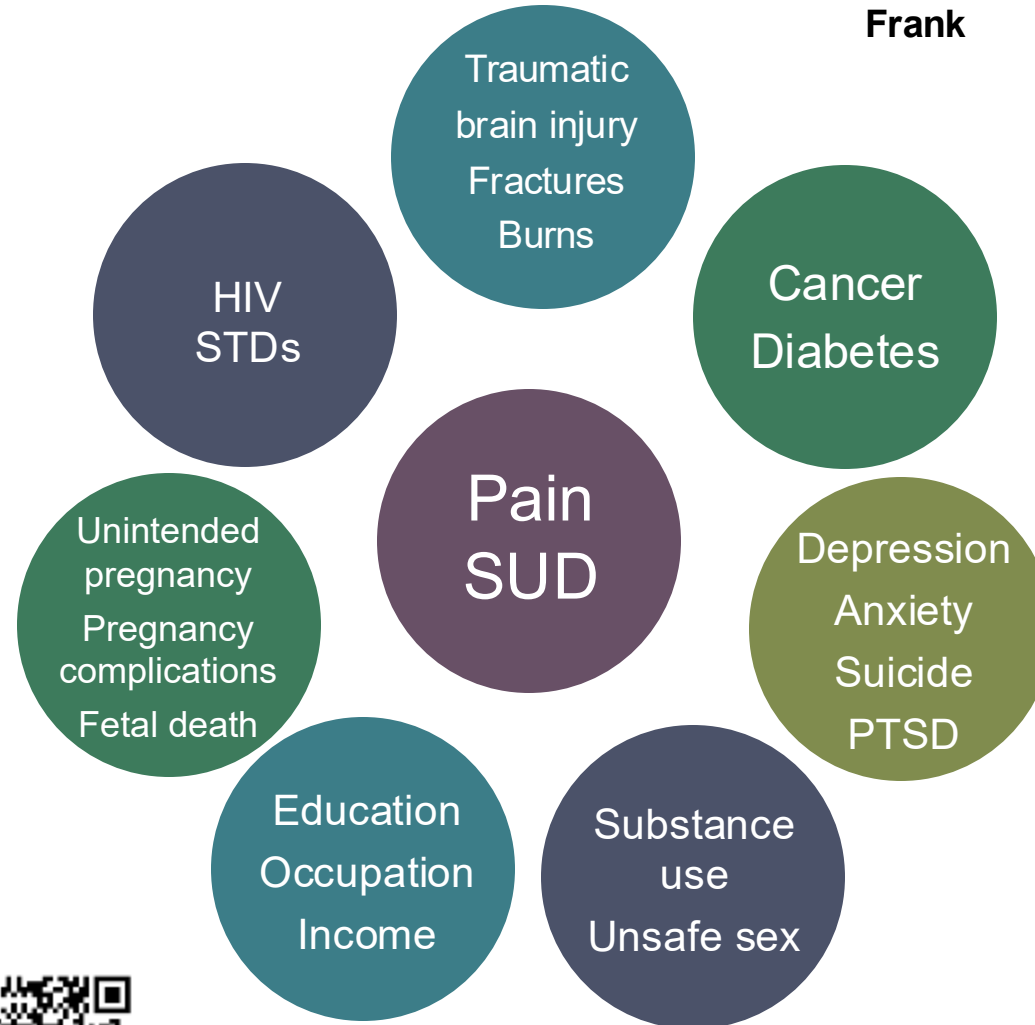 Frank
Traumatic
brain injury
Fractures
Burns
Cancer
Diabetes
HIV
STDs
Pain
SUD
Depression
Anxiety
Suicide
PTSD
Unintended
pregnancy
Pregnancy
complications
Fetal death
Education
Occupation
Income
Substance
use
Unsafe sex